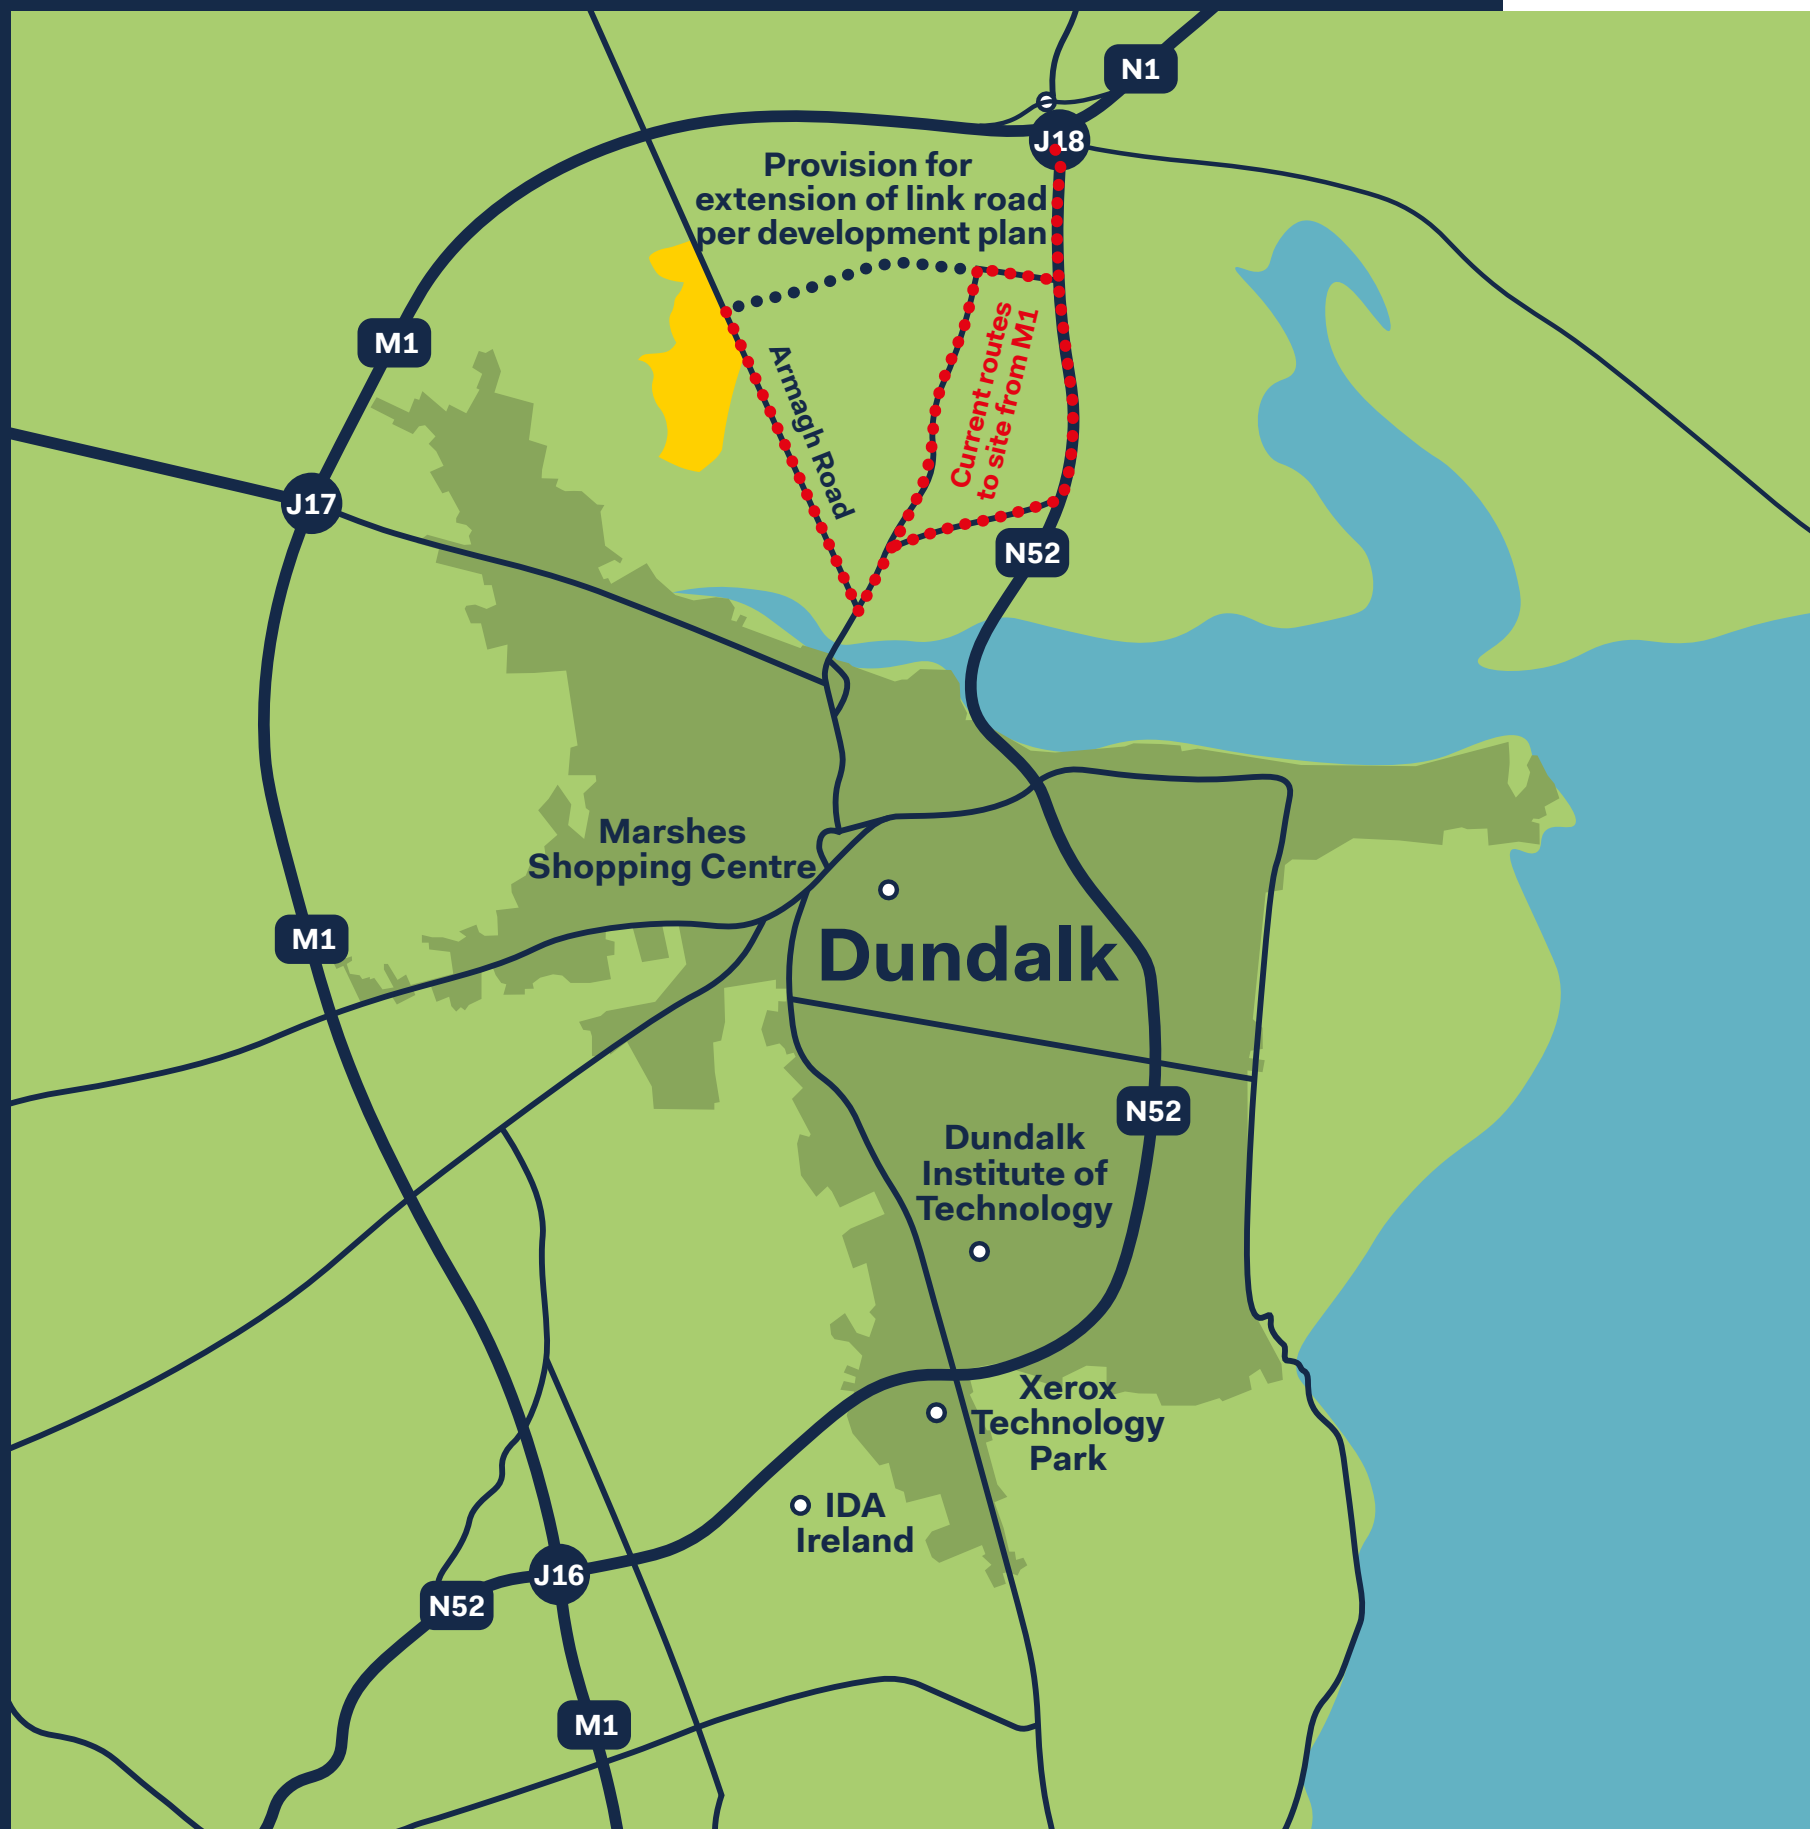 N1
J18
Provision for
extension of link road
per development plan
M1
Armagh Road
Current routes
to site from M1
J17
N52
Marshes
Shopping Centre
M1
Dundalk
N52
Dundalk
Institute of
Technology
Xerox
Technology
Park
IDA
Ireland
J16
N52
M1